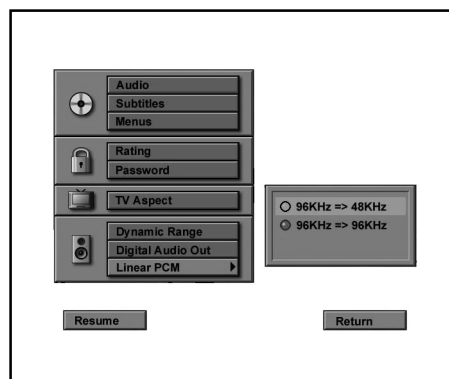 Audio
Subtitles
Menus
Rating
Password
TV Aspect
Dynamic Range
Digital Audio Out
Linear PCM
96KHz => 48KHz
96KHz => 96KHz
Resume
Return